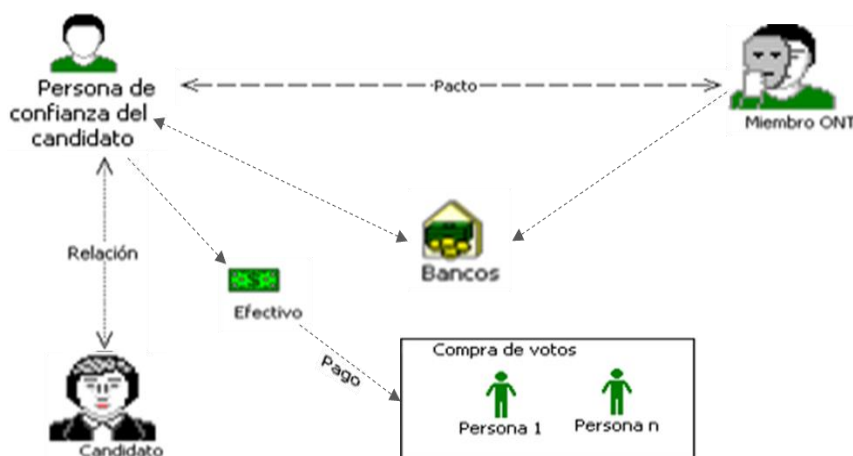 Persona de
confianza del
candidato
Pacto
Miembro ONT
Relación
Bancos
Efectivo
Pago
Compra de votos
Persona 1
Persona n
Candidato